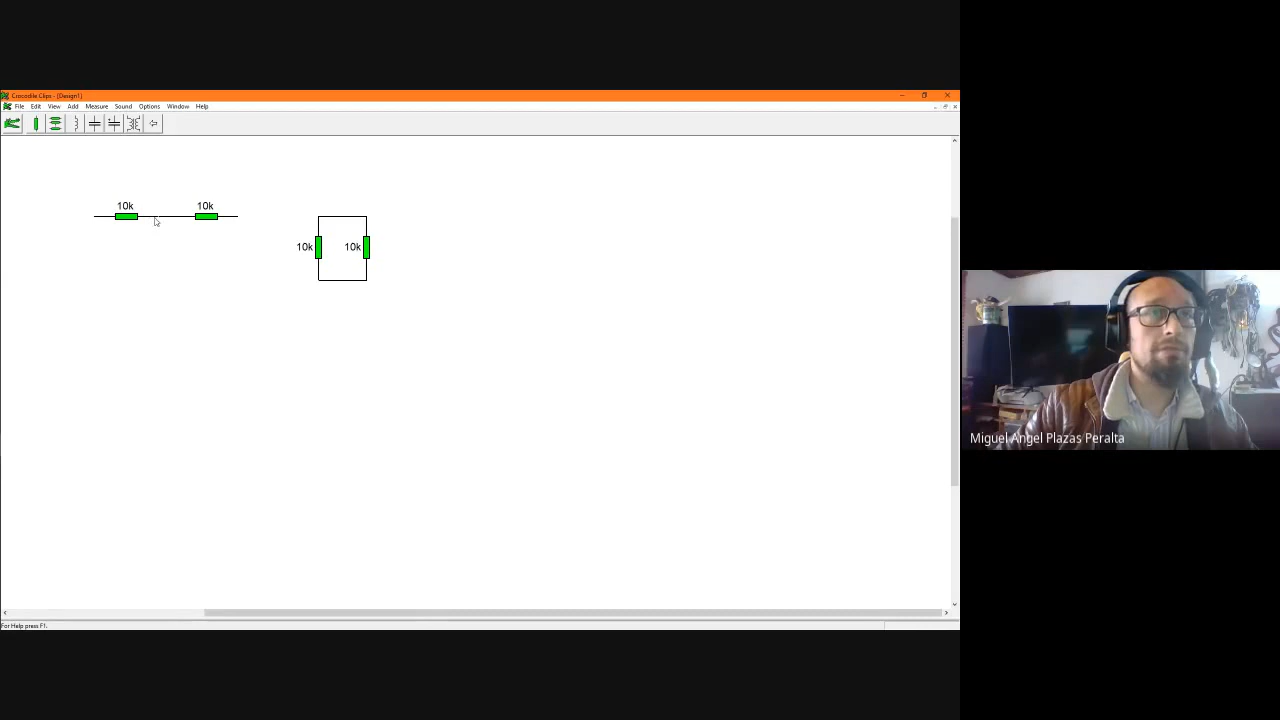 Crocodile Clips - [Design1]
File Edit View Add Measure Sound Options Window Help
10k 10k
10k 10k
For Help press F1.
Miguel Angel Plazas Peralta